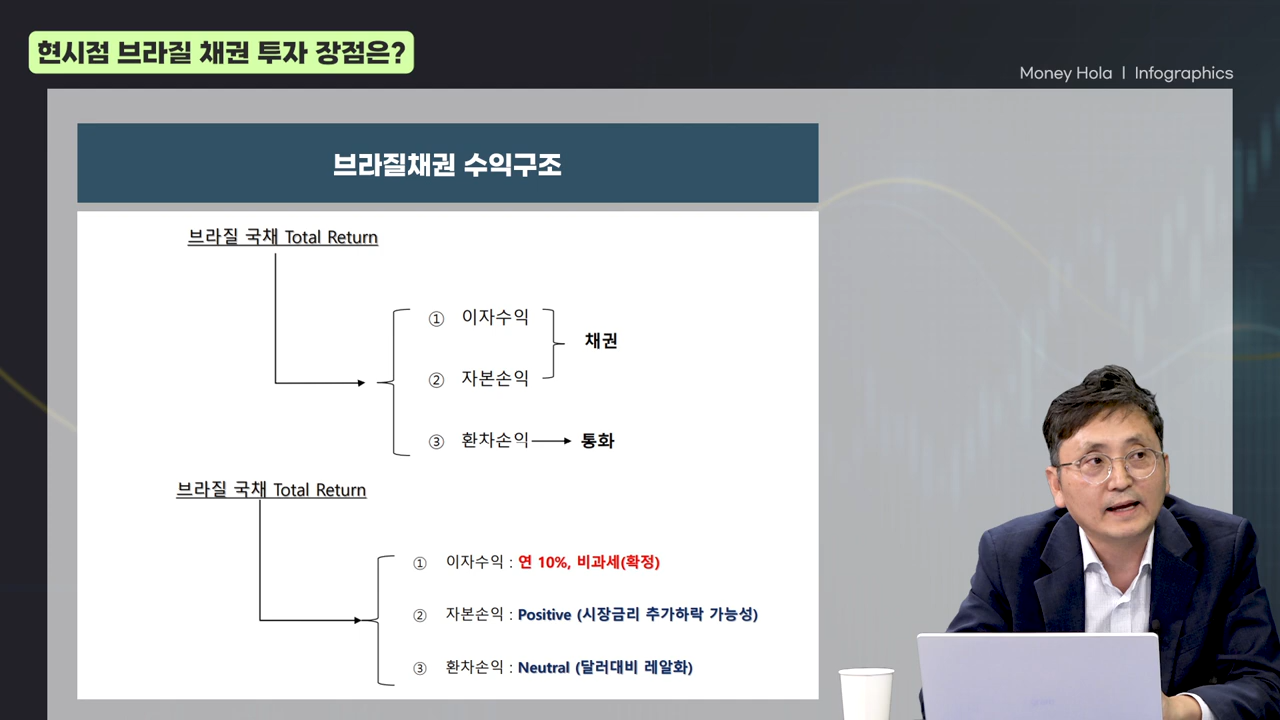 현시점 브라질 채권 투자 장점은?
Money Hola | Infographics
브라질채권 수익구조
브라질 국채 Total Return
① 이자수익
채권
② 자본손익
③ 환차손익 통화
브라질 국채 Total Return
① 이자수익 : 연 10%, 비과세(확정)
② 자본손익 : Positive (시장금리 추가하락 가능성)
③ 환차손익 : Neutral (달러대비 레알화)